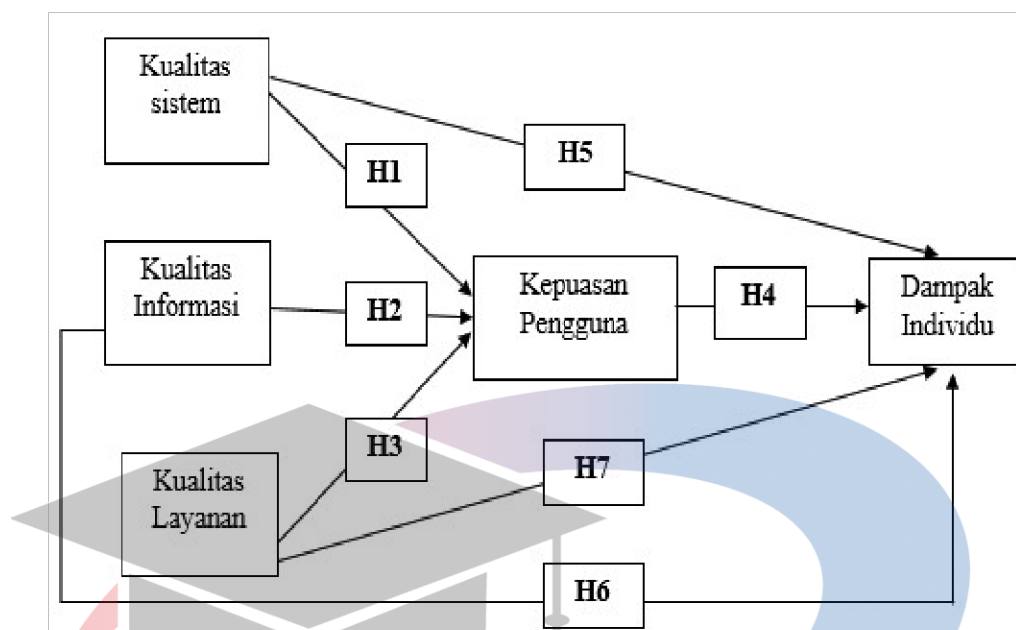 Kualitas
sistem
H5
H1
Kualitas
Informasi
H2
Kepuasan
Pengguna
H4
Dampak
Individu
H3
Kualitas
Layanan
H7
H6